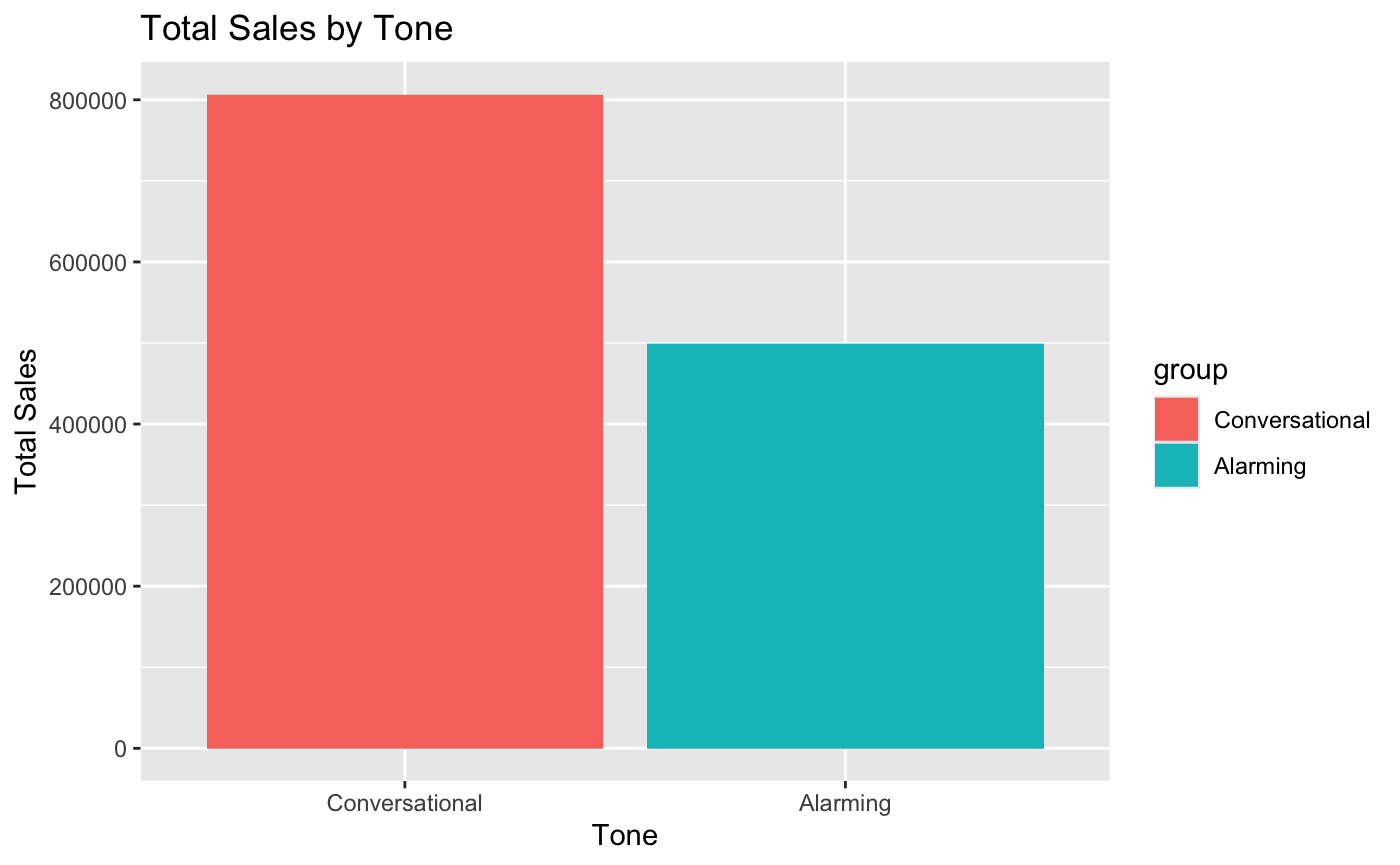 Total Sales by Tone
Total Sales
800000
600000
400000
200000
0
Conversational
Alarming
Tone
group
Conversational
Alarming